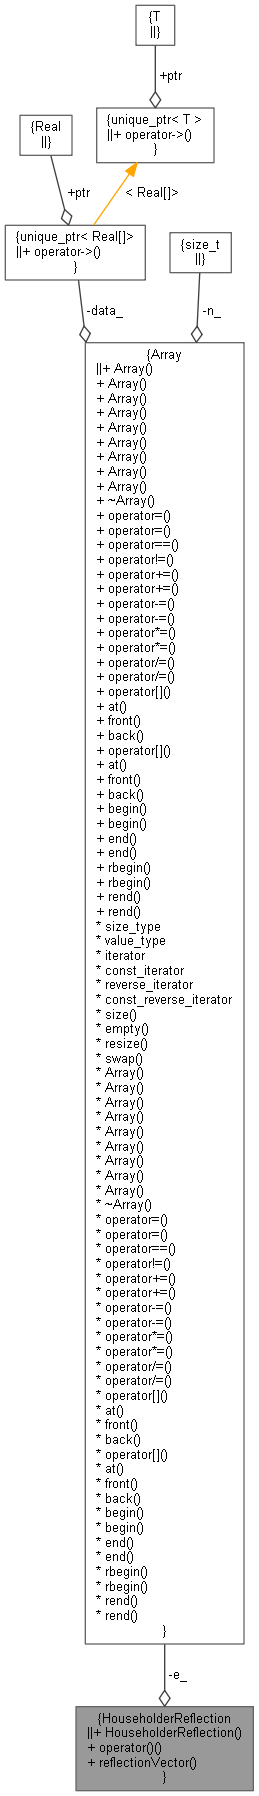 {T
||}
+ptr
{unique_ptr< T >
||+ operator->()
}
{Real
||}
+ptr
< Real[]>
{unique_ptr< Real[]>
||+ operator->()
}
{size_t
||}
-data_
-n_
{Array
||+ Array()
+ Array()
+ Array()
+ Array()
+ Array()
+ Array()
+ Array()
+ Array()
+ Array()
+ ~Array()
+ operator=()
+ operator=()
+ operator==()
+ operator!=()
+ operator+=()
+ operator+=()
+ operator-=()
+ operator-=()
+ operator*=()
+ operator*=()
+ operator/=()
+ operator/=()
+ operator[]()
+ at()
+ front()
+ back()
+ operator[]()
+ at()
+ front()
+ back()
+ begin()
+ begin()
+ end()
+ end()
+ rbegin()
+ rbegin()
+ rend()
+ rend()
* size_type
* value_type
* iterator
* const_iterator
* reverse_iterator
* const_reverse_iterator
* size()
* empty()
* resize()
* swap()
* Array()
* Array()
* Array()
* Array()
* Array()
* Array()
* Array()
* Array()
* Array()
* ~Array()
* operator=()
* operator=()
* operator==()
* operator!=()
* operator+=()
* operator+=()
* operator-=()
* operator-=()
* operator*=()
* operator*=()
* operator/=()
* operator/=()
* operator[]()
* at()
* front()
* back()
* operator[]()
* at()
* front()
* back()
* begin()
* begin()
* end()
* end()
* rbegin()
* rbegin()
* rend()
* rend()
}
-e_
{HouseholderReflection
||+ HouseholderReflection()
+ operator()()
+ reflectionVector()
}